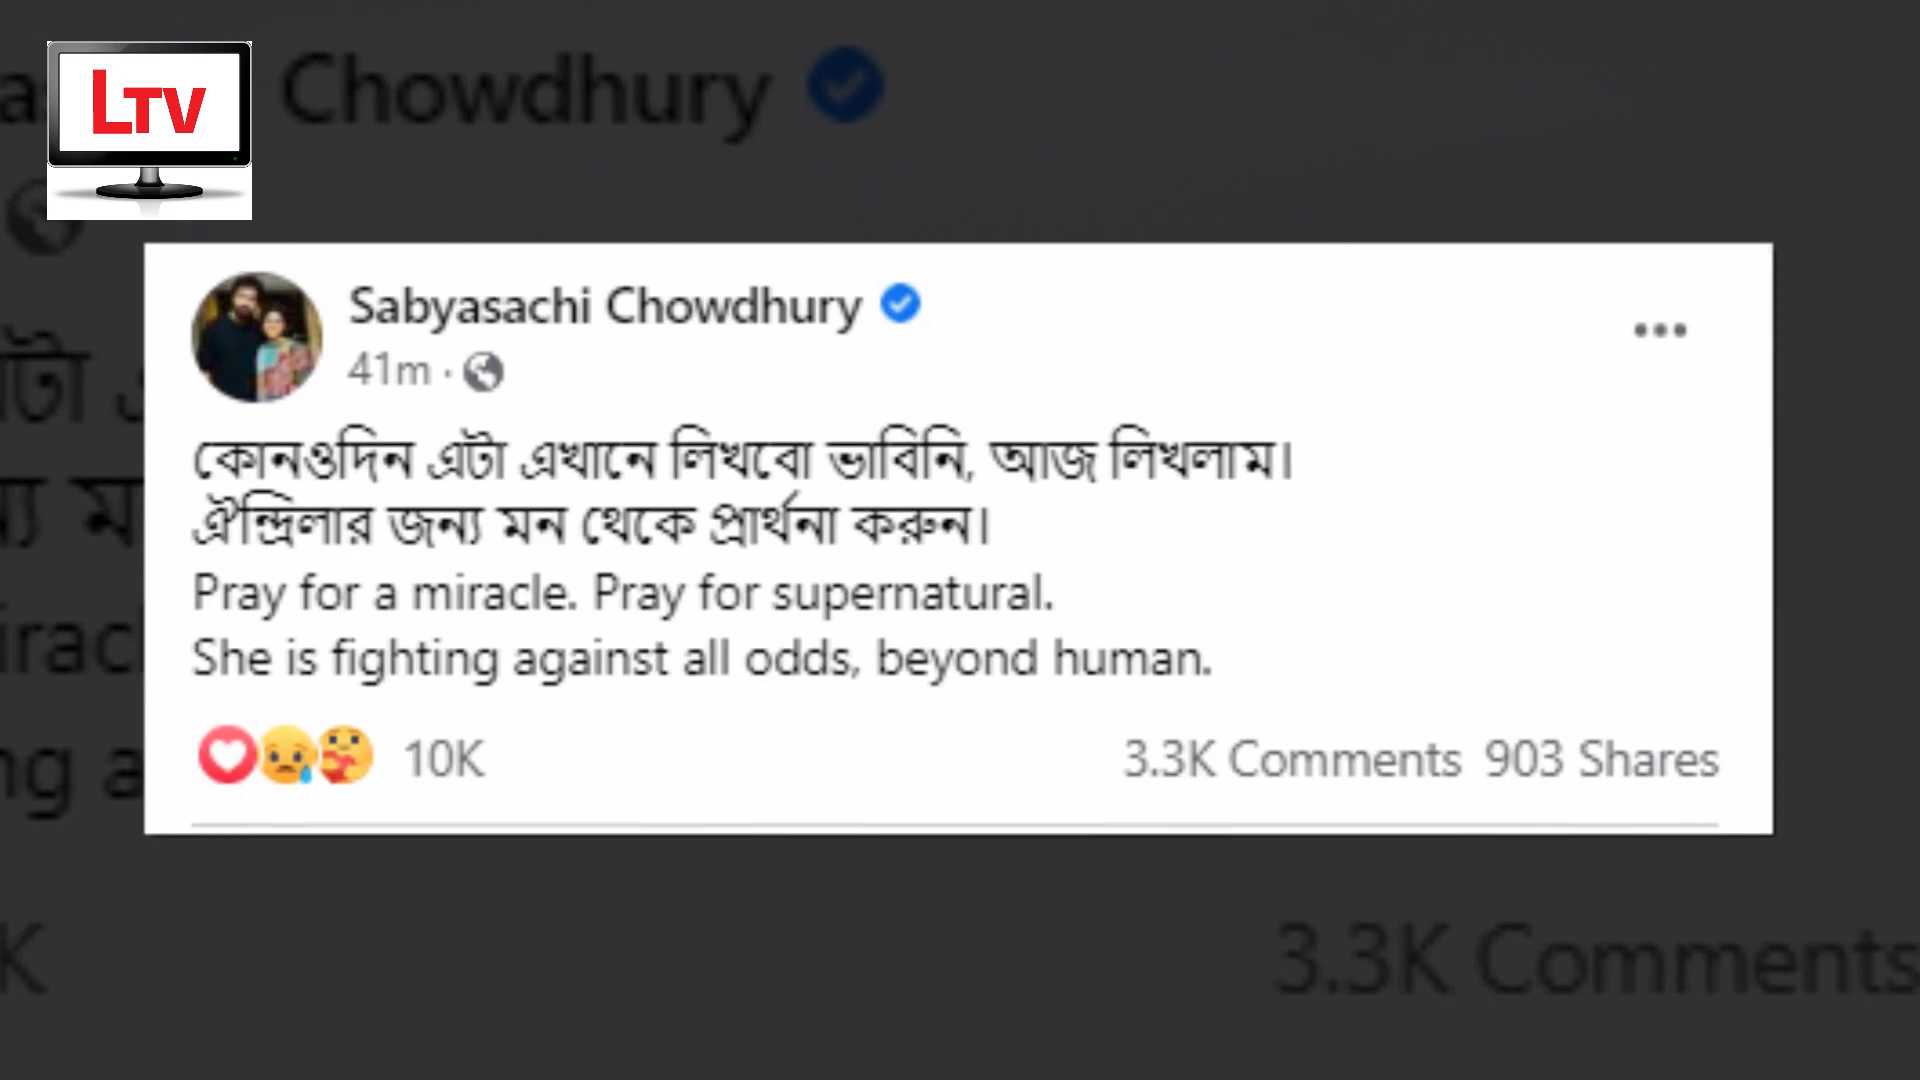 LTV
Chowdhury
Sabyasachi Chowdhury
41m ·
কোনওদিন এটা এখানে লিখবো ভাবিনি, আজ লিখলাম।
ঐন্দ্রিলার জন্য মন থেকে প্রার্থনা করুন।
Pray for a miracle. Pray for supernatural.
She is fighting against all odds, beyond human.
10K 3.3K Comments 903 Shares
K 3.3K Comments